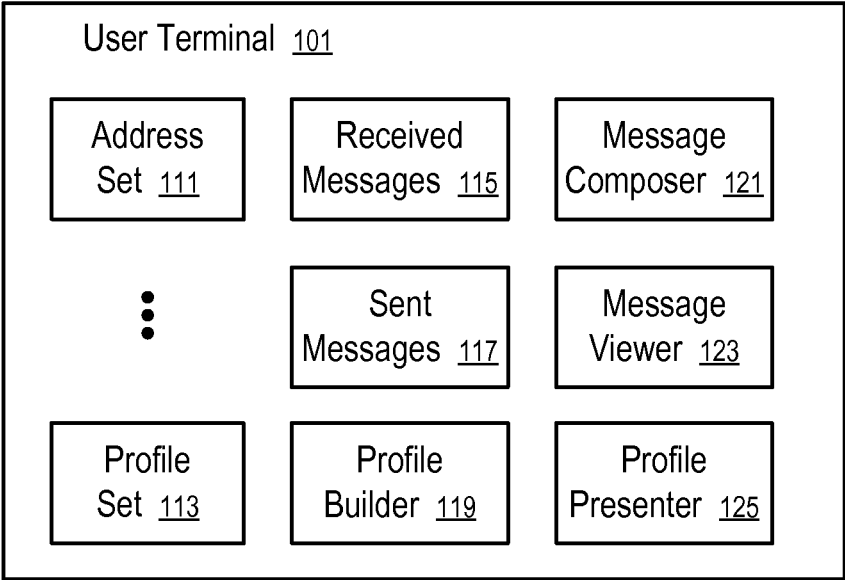 User Terminal 101
Address
Set 111
Received
Messages 115
Message
Composer 121
Sent
Messages 117
Message
Viewer 123
Profile
Set 113
Profile
Builder 119
Profile
Presenter 125